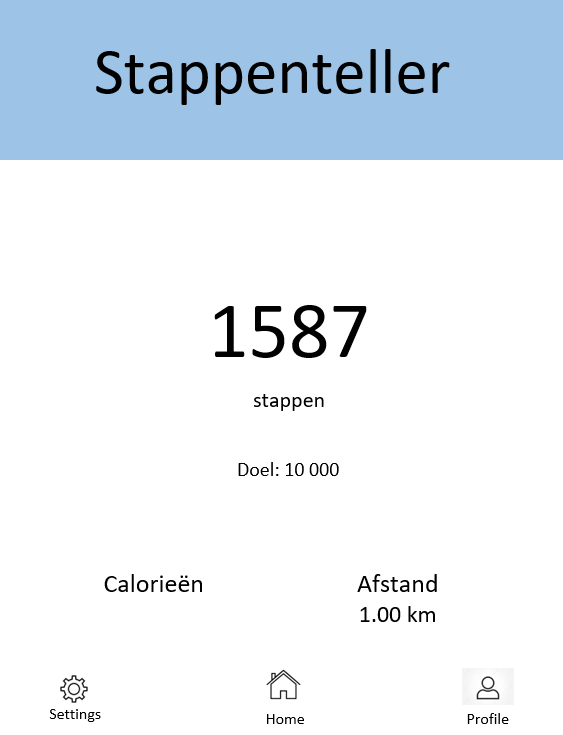 Stappenteller
1587
stappen
Doel: 10 000
Calorieën
Afstand
1.00 km
Settings
Home
Profile